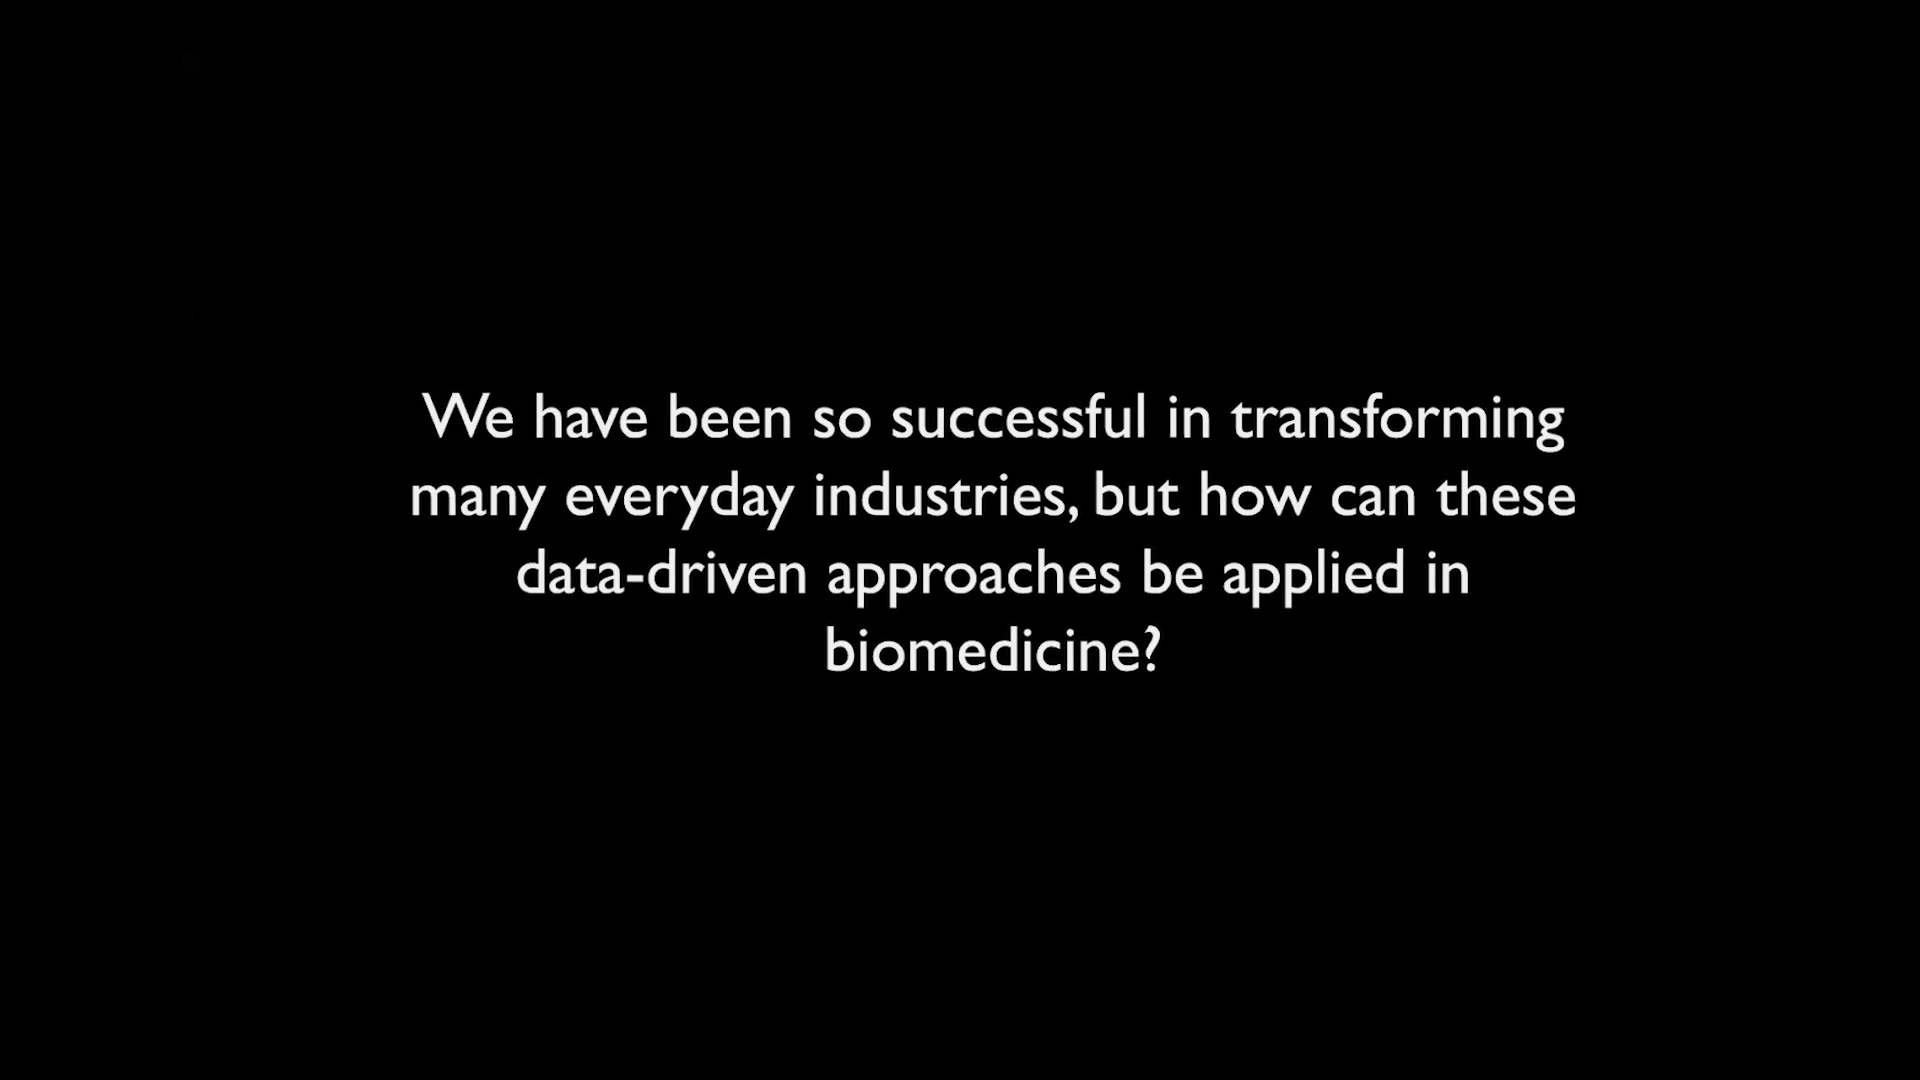 We have been so successful in transforming
many everyday industries, but how can these
data-driven approaches be applied in
biomedicine?